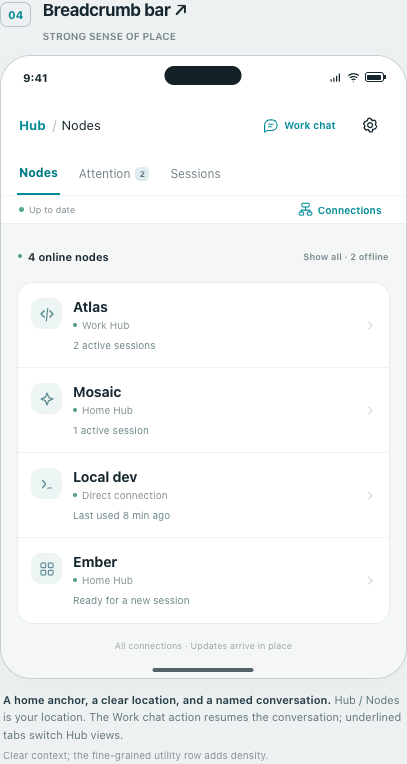 04
Breadcrumb bar ↗
STRONG SENSE OF PLACE
9:41
Hub / Nodes
Work chat
Nodes
Attention 2
Sessions
Up to date
Connections
4 online nodes
Show all · 2 offline
Atlas
Work Hub
2 active sessions
Mosaic
Home Hub
1 active session
Local dev
Direct connection
Last used 8 min ago
Ember
Home Hub
Ready for a new session
All connections · Updates arrive in place
A home anchor, a clear location, and a named conversation. Hub / Nodes
is your location. The Work chat action resumes the conversation; underlined
tabs switch Hub views.
Clear context; the fine-grained utility row adds density.